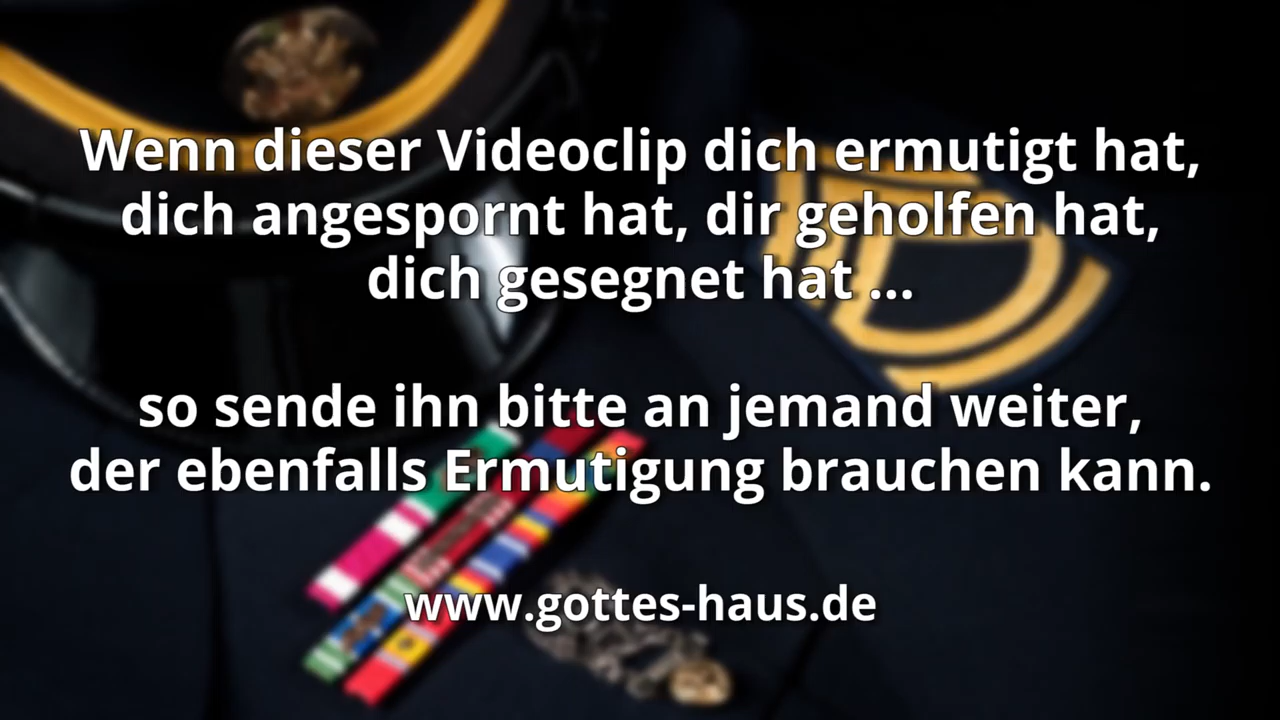 Wenn dieser Videoclip dich ermutigt hat,
dich angespornt hat, dir geholfen hat,
dich gesegnet hat ...
so sende ihn bitte an jemand weiter,
der ebenfalls Ermutigung brauchen kann.
www.gottes-haus.de